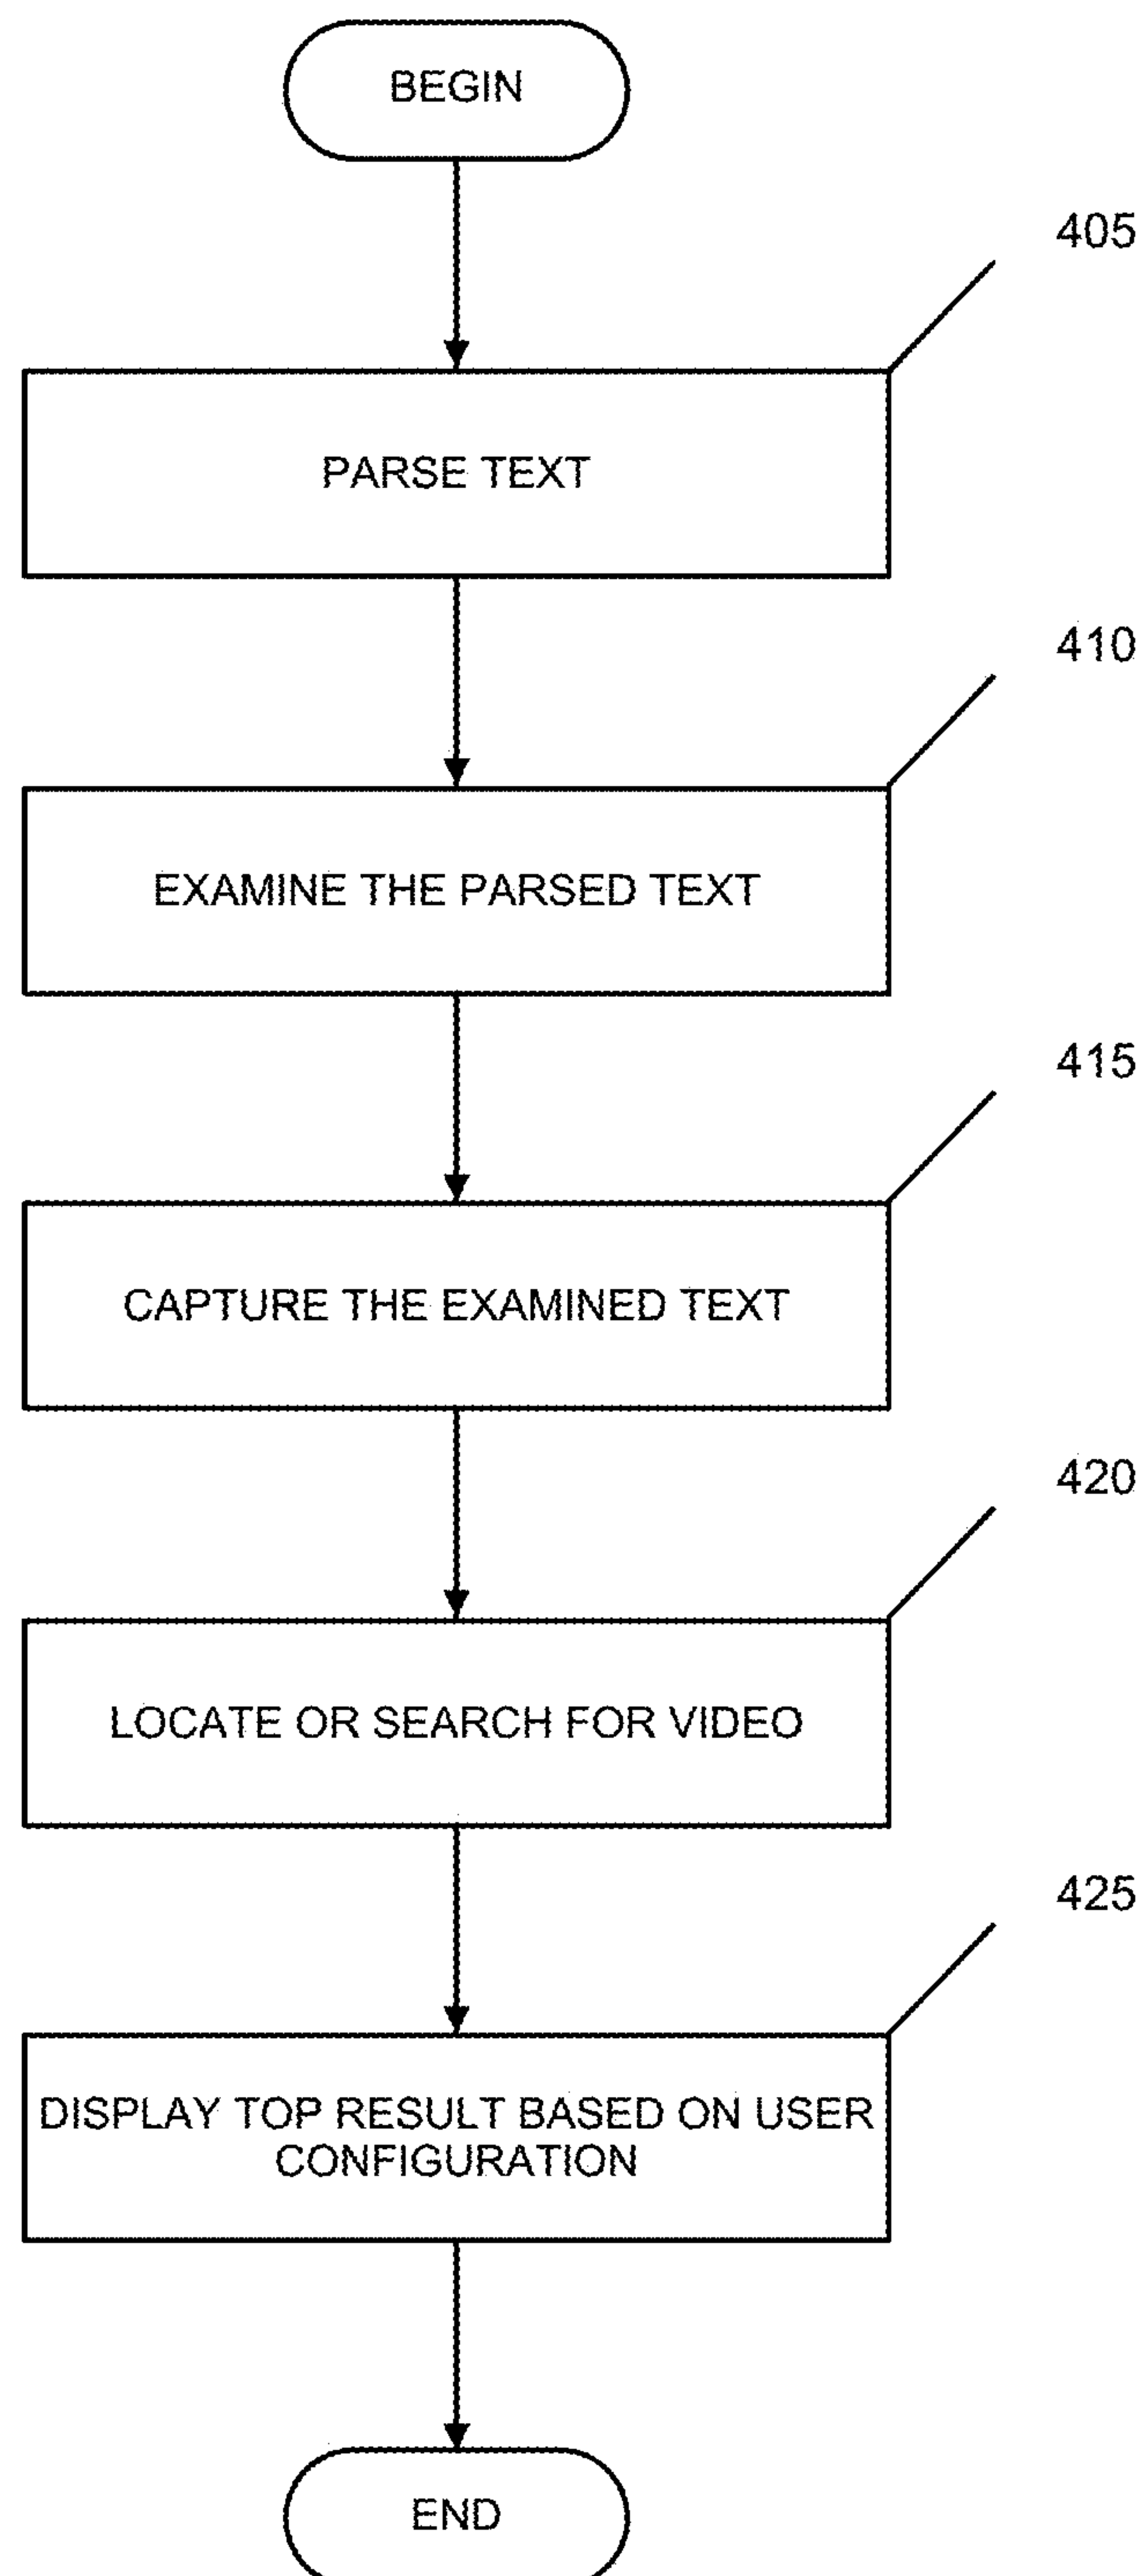 BEGIN
405
PARSE TEXT
410
EXAMINE THE PARSED TEXT
415
CAPTURE THE EXAMINED TEXT
420
LOCATE OR SEARCH FOR VIDEO
425
DISPLAY TOP RESULT BASED ON USER
CONFIGURATION
END